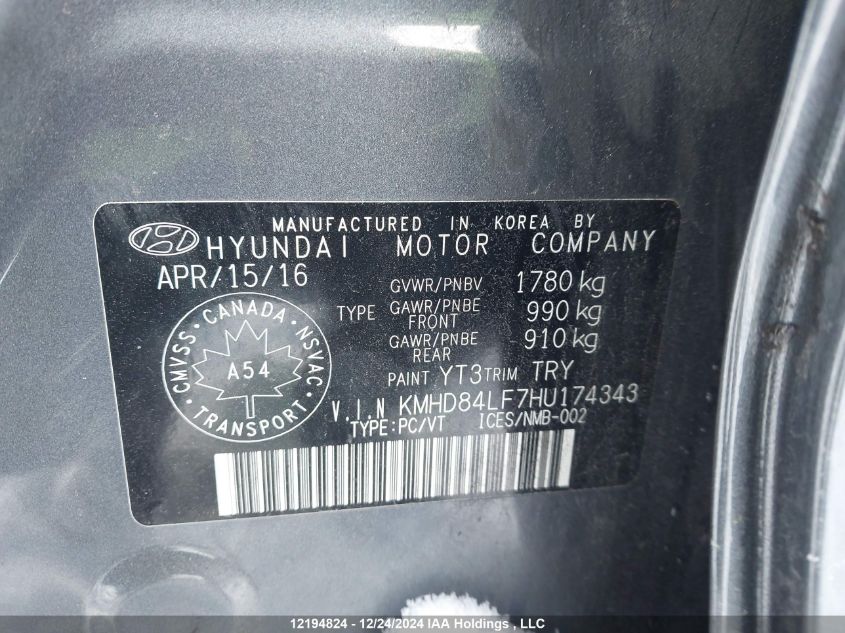 MANUFACTURED IN KOREA BY
HYUNDAI MOTOR COMPANY
APR/15/16
GVWR/PNBV 1780 kg
TYPE GAWR/PNBE FRONT 990 kg
GAWR/PNBE REAR 910 kg
PAINT YT3 TRIM TRY
V.I.N KMHD84LF7HU174343
TYPE:PC/VT ICES/NMB-002
CMVSS · CANADA · NSVAC
A54
· TRANSPORT ·
12194824 - 12/24/2024 IAA Holdings , LLC